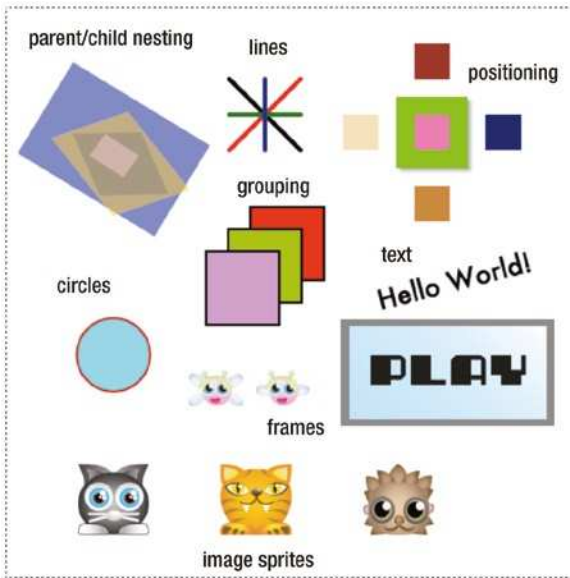 parent/child nesting
lines
positioning
grouping
text
Hello World!
circles
PLAY
frames
image sprites